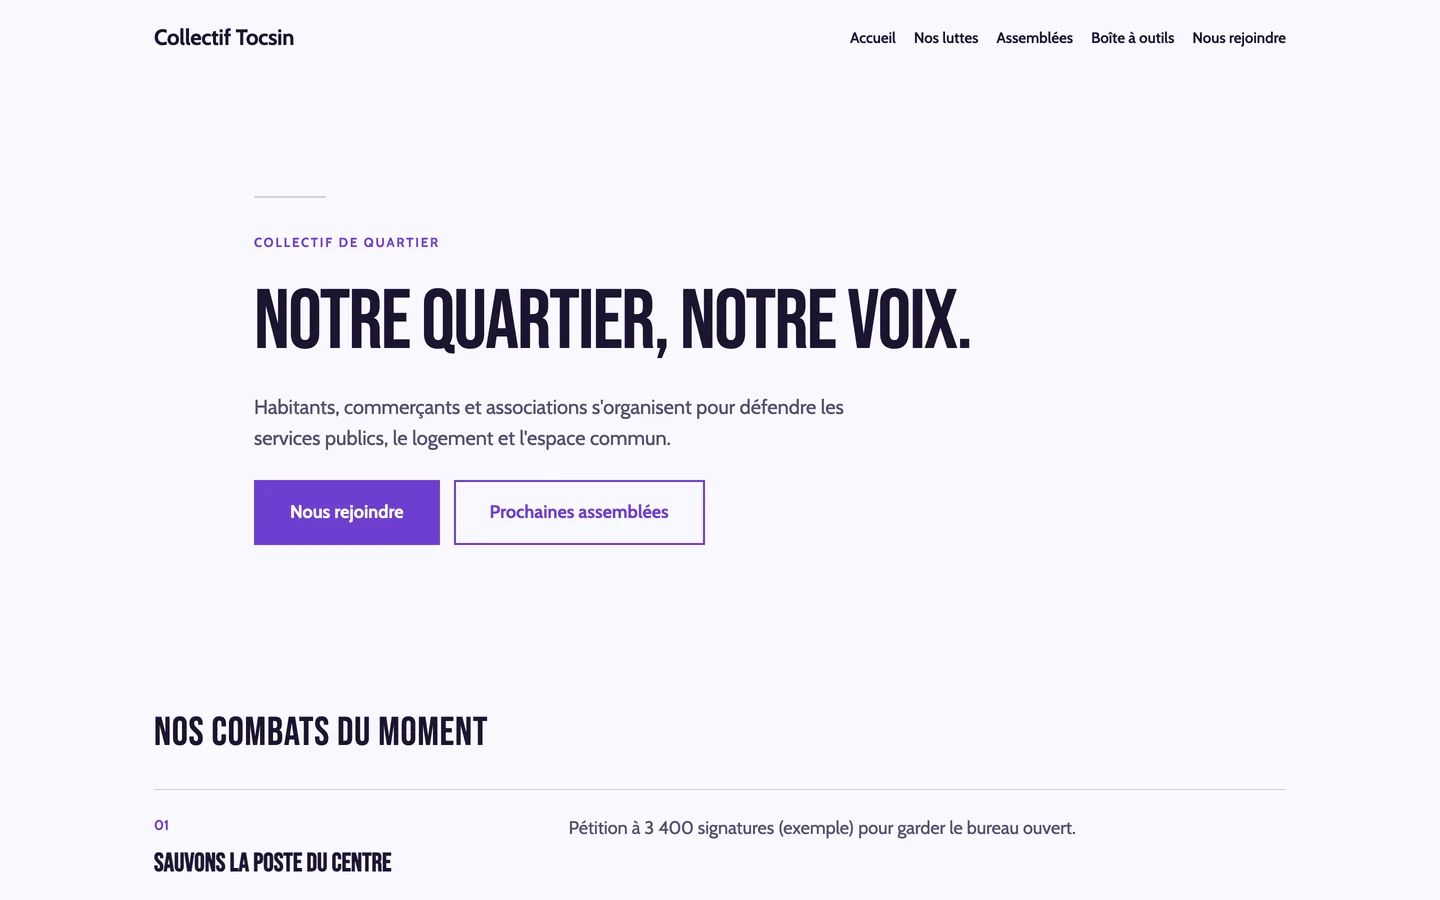 Collectif Tocsin
Accueil Nos luttes Assemblées Boîte à outils Nous rejoindre
COLLECTIF DE QUARTIER
NOTRE QUARTIER, NOTRE VOIX.
Habitants, commerçants et associations s'organisent pour défendre les
services publics, le logement et l'espace commun.
Nous rejoindre
Prochaines assemblées
NOS COMBATS DU MOMENT
01
SAUVONS LA POSTE DU CENTRE
Pétition à 3 400 signatures (exemple) pour garder le bureau ouvert.